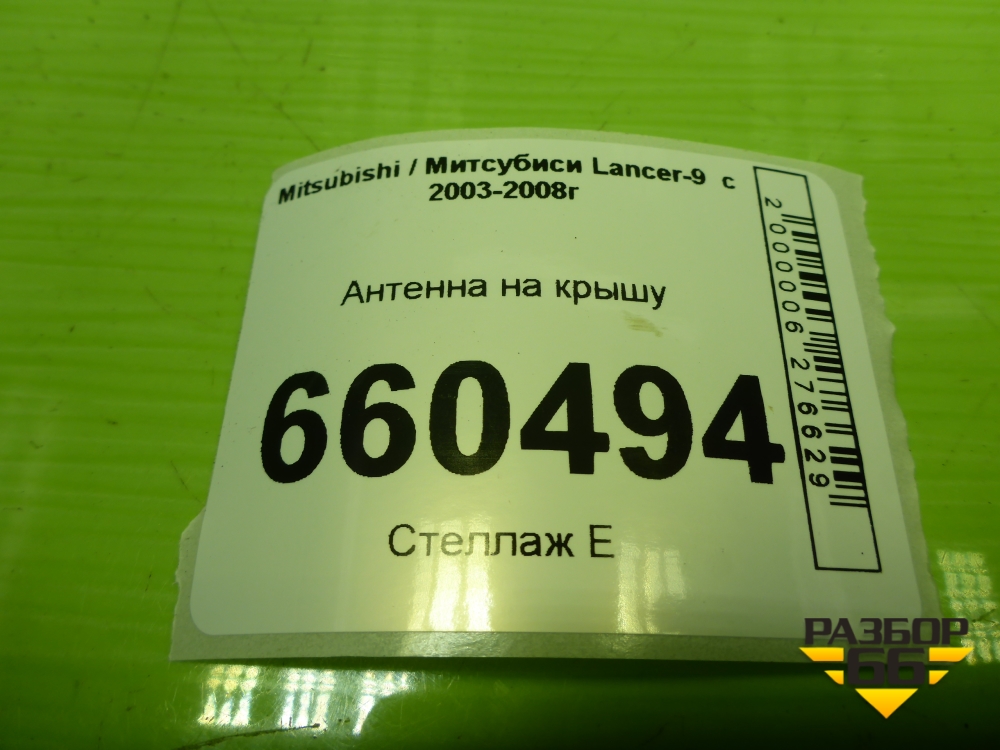 Mitsubishi / Митсубиси Lancer-9 с
2003-2008г
Антенна на крышу
660494
Стеллаж Е
2000006276629
РАЗБОР
66